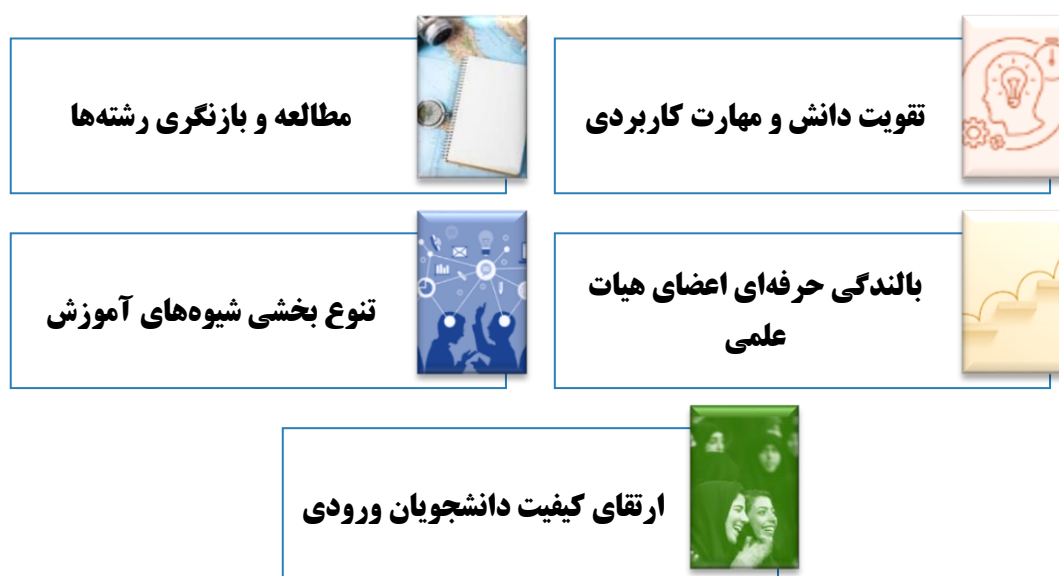 تقویت دانش و مهارت کاربردی
مطالعه و بازنگری رشته‌ها
بالندگی حرفه‌ای اعضای هیات
علمی
تنوع بخشی شیوه‌های آموزش
ارتقای کیفیت دانشجویان ورودی